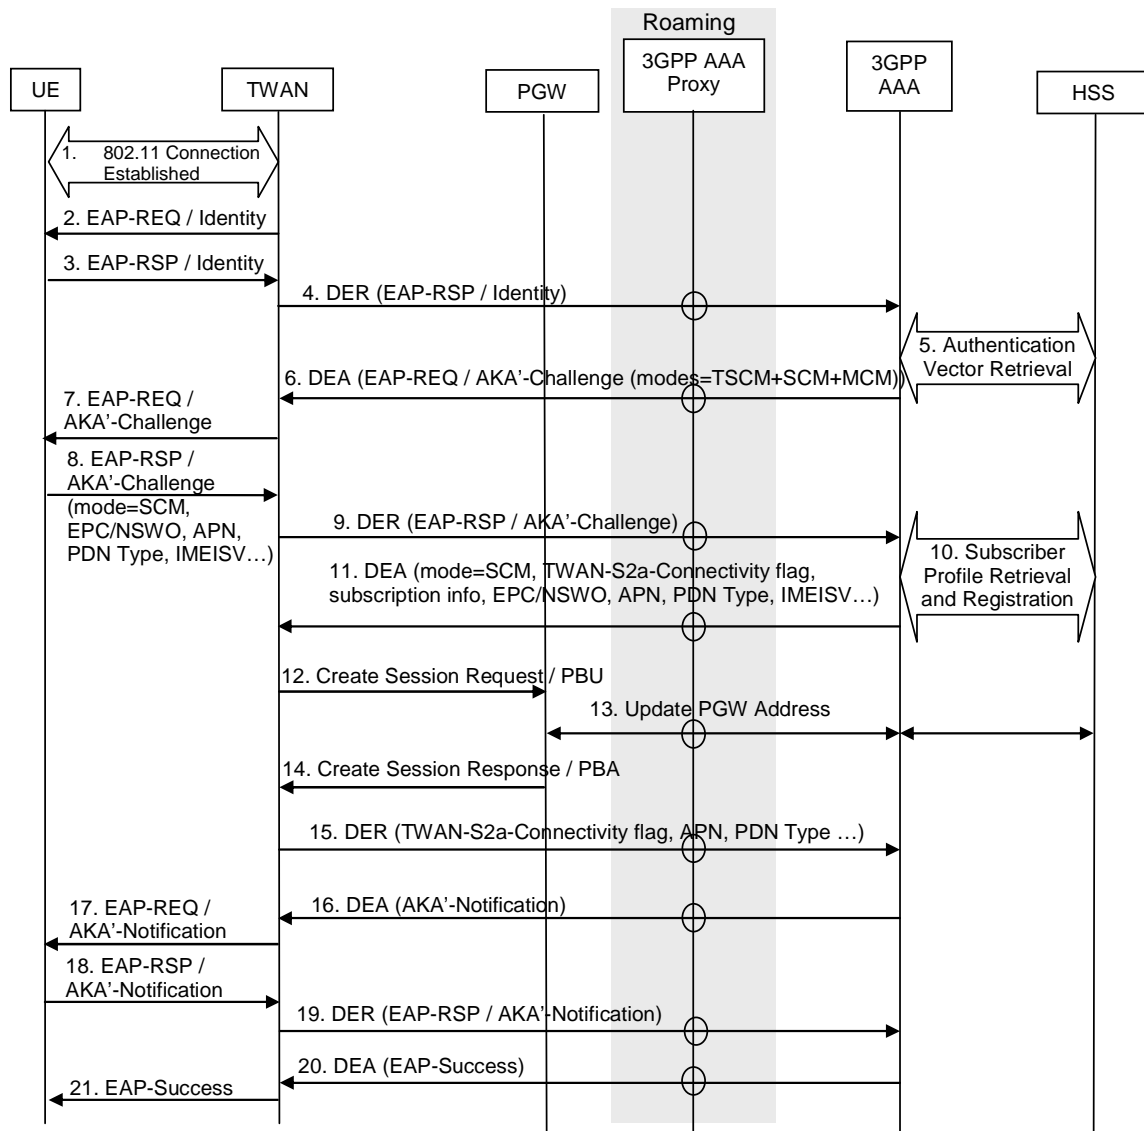 Roaming
UE
TWAN
PGW
3GPP AAA
Proxy
3GPP
AAA
HSS
1. 802.11 Connection
Established
2. EAP-REQ / Identity
3. EAP-RSP / Identity
4. DER (EAP-RSP / Identity)
5. Authentication
Vector Retrieval
6. DEA (EAP-REQ / AKA'-Challenge (modes=TSCM+SCM+MCM))
7. EAP-REQ /
AKA'-Challenge
8. EAP-RSP /
AKA'-Challenge
(mode=SCM,
EPC/NSWO, APN,
PDN Type, IMEISV…)
9. DER (EAP-RSP / AKA'-Challenge)
10. Subscriber
Profile Retrieval
and Registration
11. DEA (mode=SCM, TWAN-S2a-Connectivity flag,
subscription info, EPC/NSWO, APN, PDN Type, IMEISV…)
12. Create Session Request / PBU
13. Update PGW Address
14. Create Session Response / PBA
15. DER (TWAN-S2a-Connectivity flag, APN, PDN Type …)
16. DEA (AKA'-Notification)
17. EAP-REQ /
AKA'-Notification
18. EAP-RSP /
AKA'-Notification
19. DER (EAP-RSP / AKA'-Notification)
20. DEA (EAP-Success)
21. EAP-Success